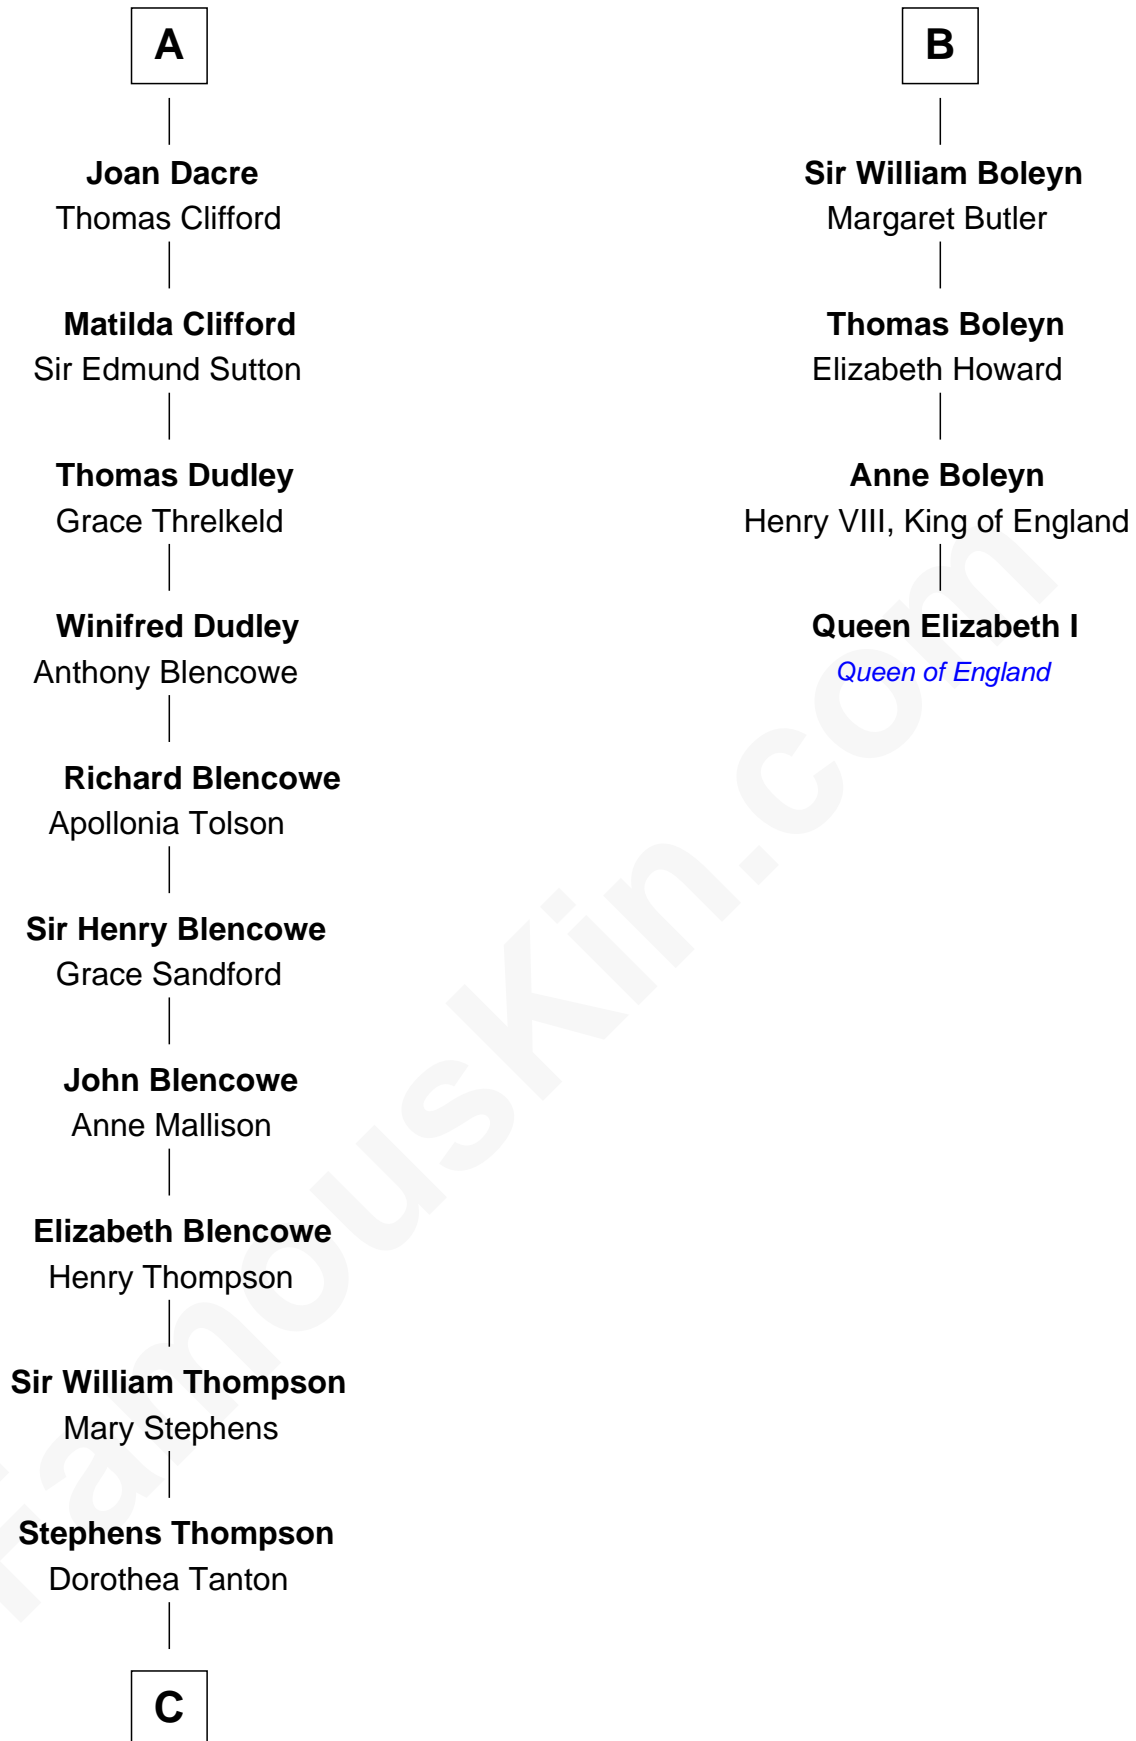 A
Joan Dacre
Thomas Clifford
Matilda Clifford
Sir Edmund Sutton
Thomas Dudley
Grace Threlkeld
Winifred Dudley
Anthony Blencowe
Richard Blencowe
Apollonia Tolson
Sir Henry Blencowe
Grace Sandford
John Blencowe
Anne Mallison
Elizabeth Blencowe
Henry Thompson
Sir William Thompson
Mary Stephens
Stephens Thompson
Dorothea Tanton
C
B
Sir William Boleyn
Margaret Butler
Thomas Boleyn
Elizabeth Howard
Anne Boleyn
Henry VIII, King of England
Queen Elizabeth I
Queen of England
FamousKin.com